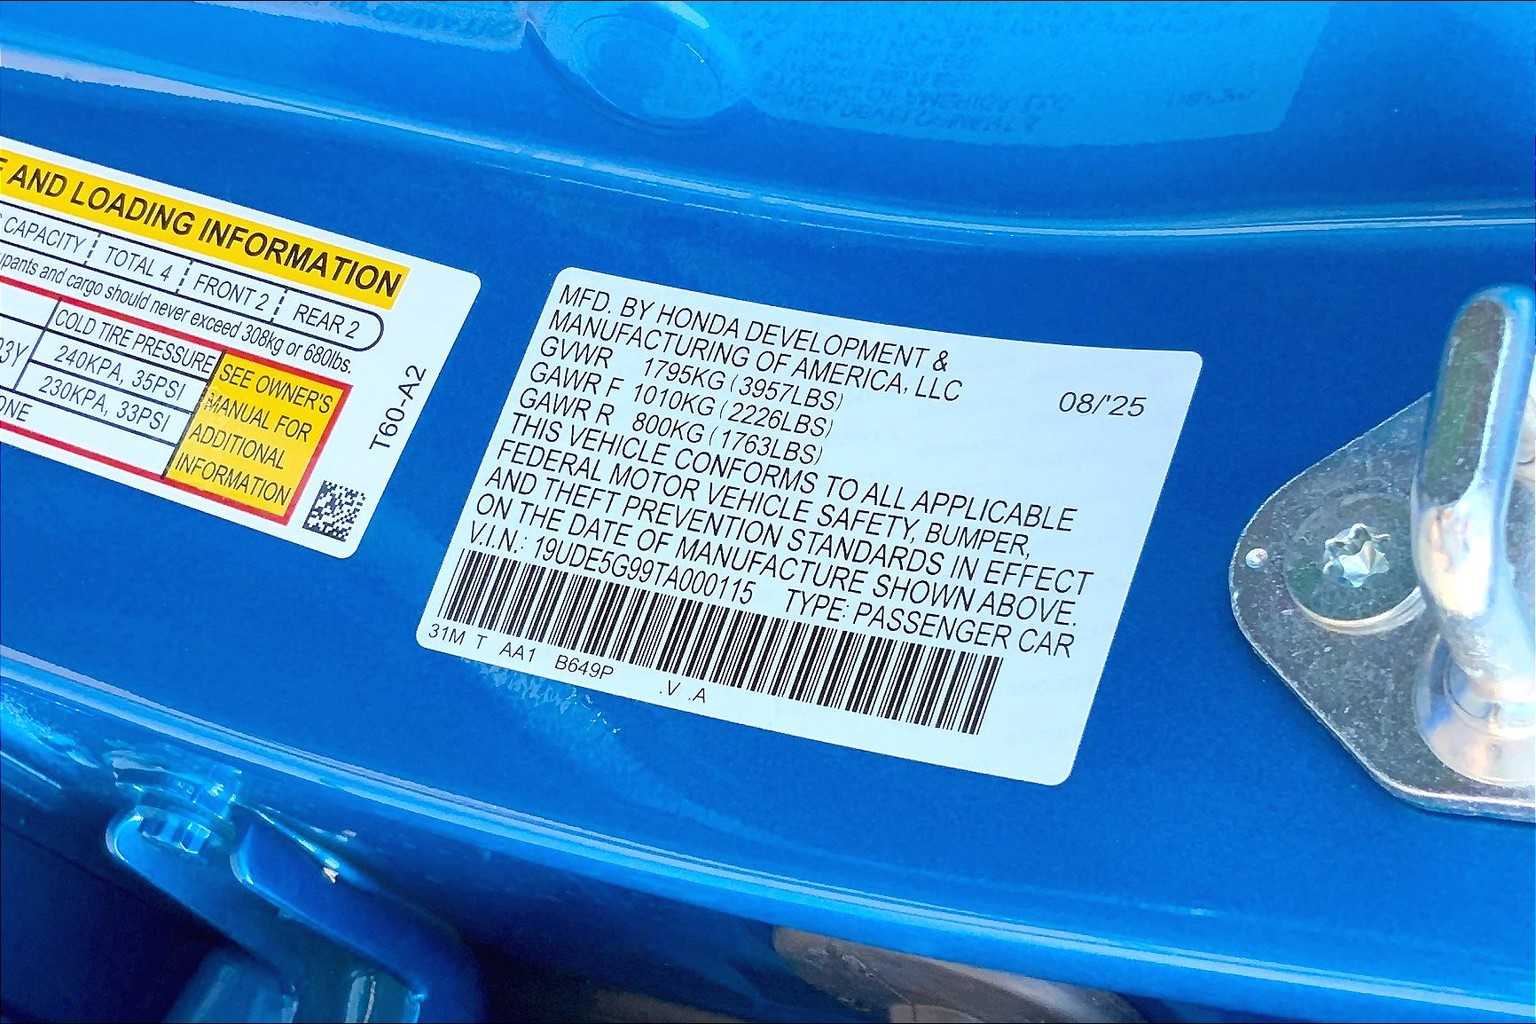 AND LOADING INFORMATION
CAPACITY TOTAL 4 FRONT 2 REAR 2
and cargo should never exceed 308kg or 680lbs.
COLD TIRE PRESSURE
240KPA, 35PSI
230KPA, 33PSI
SEE OWNER'S
MANUAL FOR
ADDITIONAL
INFORMATION
T60-A2
MFD. BY HONDA DEVELOPMENT &
MANUFACTURING OF AMERICA, LLC
08/'25
GVWR 1795KG (3957LBS)
GAWR F 1010KG (2226LBS)
GAWR R 800KG (1763LBS)
THIS VEHICLE CONFORMS TO ALL APPLICABLE
FEDERAL MOTOR VEHICLE SAFETY, BUMPER,
AND THEFT PREVENTION STANDARDS IN EFFECT
ON THE DATE OF MANUFACTURE SHOWN ABOVE.
V.I.N.: 19UDE5G99TA000115 TYPE: PASSENGER CAR
31M T AA1 B649P .V .A